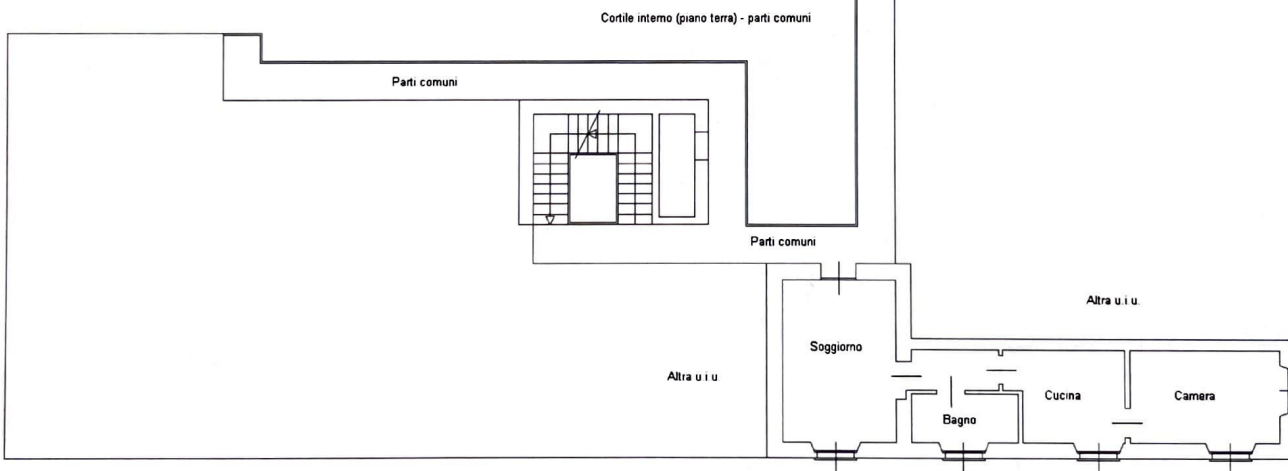 Cortile interno (piano terra) - parti comuni
Parti comuni
Parti comuni
Altra u.i.u.
Soggiorno
Altra u.i.u.
Cucina
Camera
Bagno